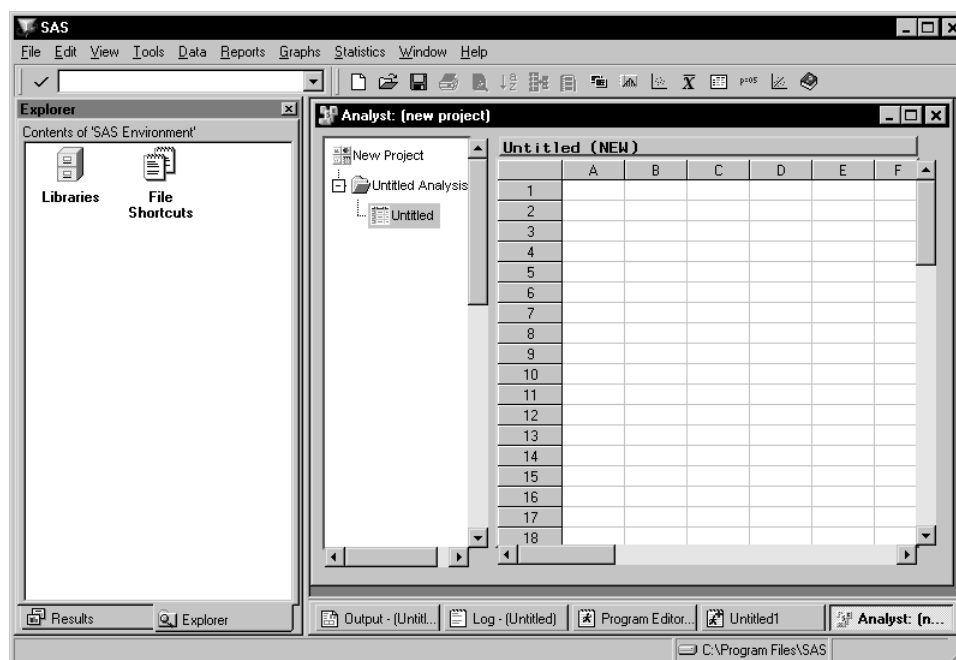 SAS
File Edit View Tools Data Reports Graphs Statistics Window Help
Explorer
Contents of 'SAS Environment'
Libraries
File Shortcuts
Analyst: (new project)
New Project
Untitled Analysis
Untitled
Untitled (NEW)
A B C D E F
1
2
3
4
5
6
7
8
9
10
11
12
13
14
15
16
17
18
Results
Explorer
Output - (Untitl...
Log - (Untitled)
Program Editor...
Untitled1
Analyst: (n...
C:\Program Files\SAS